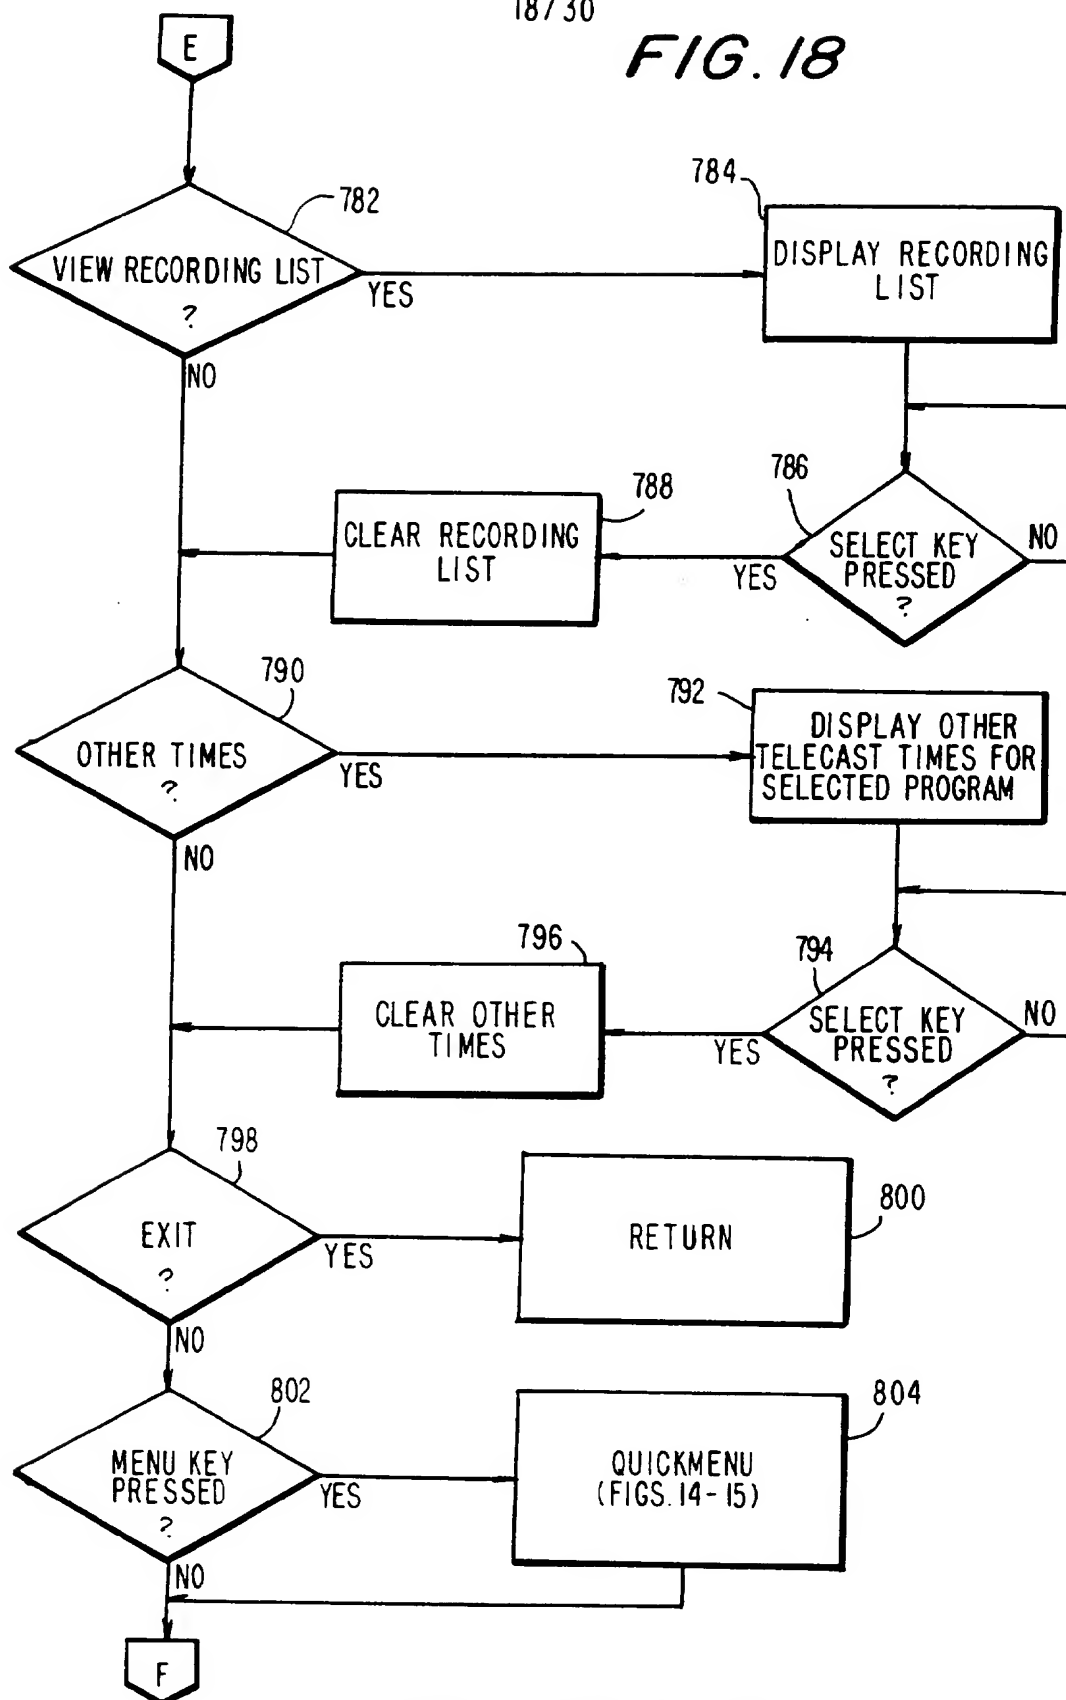 18/30
FIG. 18
E
782
VIEW RECORDING LIST
?
YES
NO
784
DISPLAY RECORDING
LIST
786
SELECT KEY
PRESSED
?
NO
YES
788
CLEAR RECORDING
LIST
790
OTHER TIMES
?
YES
NO
792
DISPLAY OTHER
TELECAST TIMES FOR
SELECTED PROGRAM
794
SELECT KEY
PRESSED
?
NO
YES
796
CLEAR OTHER
TIMES
798
EXIT
?
YES
NO
800
RETURN
802
MENU KEY
PRESSED
?
YES
NO
804
QUICKMENU
(FIGS. 14-15)
F